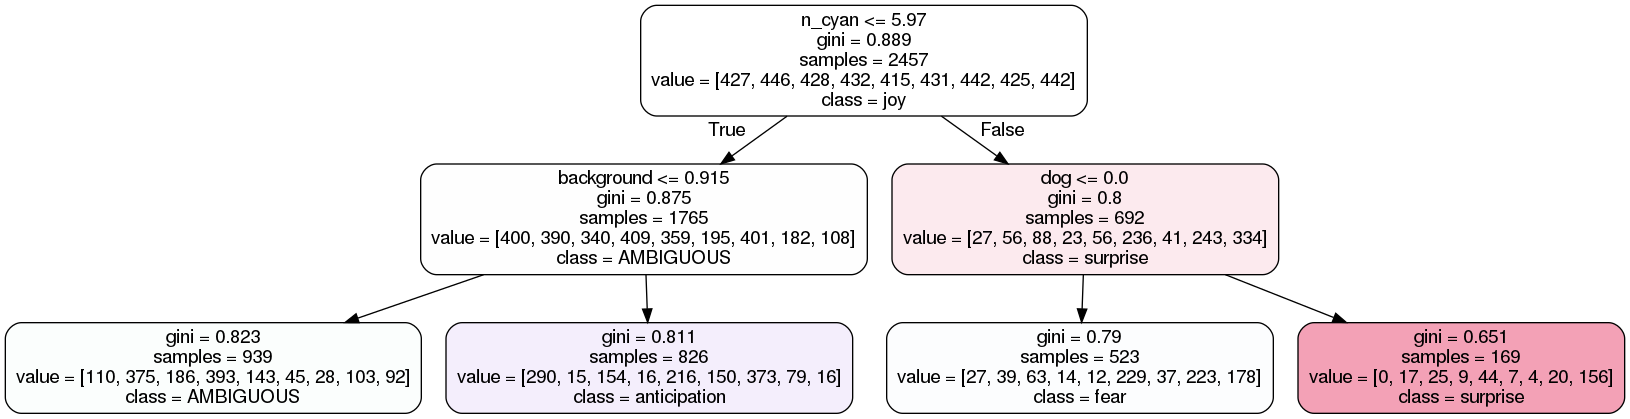 n_cyan <= 5.97
gini = 0.889
samples = 2457
value = [427, 446, 428, 432, 415, 431, 442, 425, 442]
class = joy
True
False
background <= 0.915
gini = 0.875
samples = 1765
value = [400, 390, 340, 409, 359, 195, 401, 182, 108]
class = AMBIGUOUS
dog <= 0.0
gini = 0.8
samples = 692
value = [27, 56, 88, 23, 56, 236, 41, 243, 334]
class = surprise
gini = 0.823
samples = 939
value = [110, 375, 186, 393, 143, 45, 28, 103, 92]
class = AMBIGUOUS
gini = 0.811
samples = 826
value = [290, 15, 154, 16, 216, 150, 373, 79, 16]
class = anticipation
gini = 0.79
samples = 523
value = [27, 39, 63, 14, 12, 229, 37, 223, 178]
class = fear
gini = 0.651
samples = 169
value = [0, 17, 25, 9, 44, 7, 4, 20, 156]
class = surprise